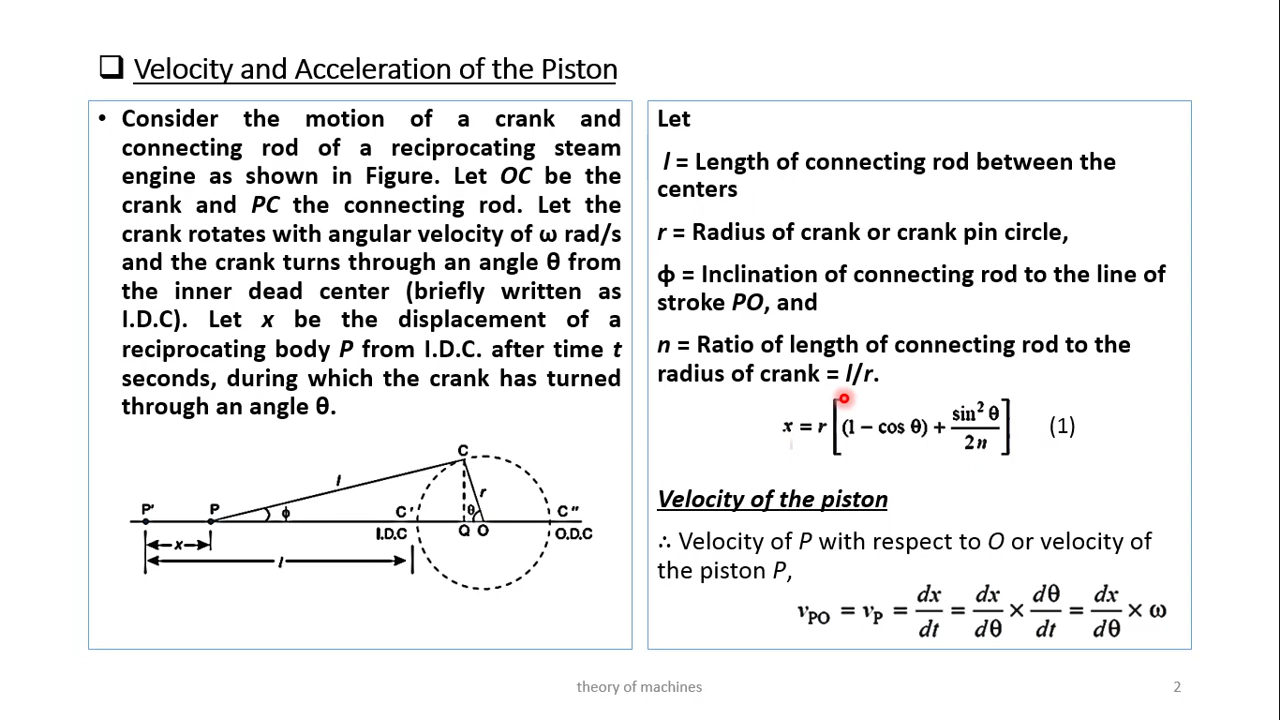 ❑ Velocity and Acceleration of the Piston
• Consider the motion of a crank and
connecting rod of a reciprocating steam
engine as shown in Figure. Let OC be the
crank and PC the connecting rod. Let the
crank rotates with angular velocity of ω rad/s
and the crank turns through an angle θ from
the inner dead center (briefly written as
I.D.C). Let x be the displacement of a
reciprocating body P from I.D.C. after time t
seconds, during which the crank has turned
through an angle θ.
C
l
r
P' P ϕ C' θ C"
I.D.C Q O O.D.C
x
l
Let
l = Length of connecting rod between the
centers
r = Radius of crank or crank pin circle,
ϕ = Inclination of connecting rod to the line of
stroke PO, and
n = Ratio of length of connecting rod to the
radius of crank = l/r.
x = r [(1 – cos θ) + sin² θ / 2n] (1)
Velocity of the piston
∴ Velocity of P with respect to O or velocity of
the piston P,
vPO = vP = dx/dt = dx/dθ × dθ/dt = dx/dθ × ω
theory of machines
2